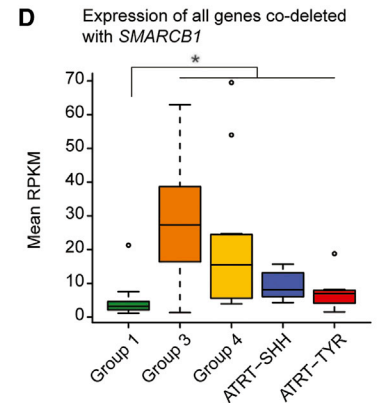 D
Expression of all genes co-deleted
with SMARCB1
*
70
60
50
40
30
20
10
0
Mean RPKM
Group 1
Group 3
Group 4
ATRT-SHH
ATRT-TYR